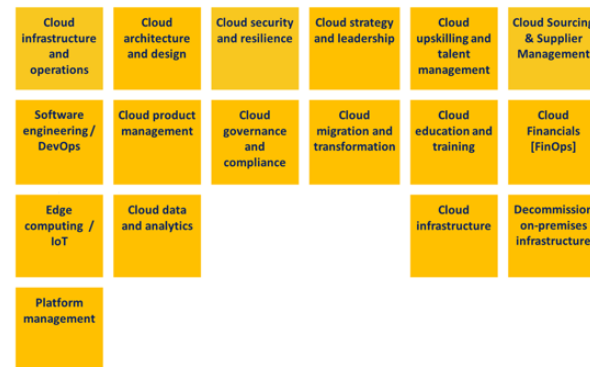 Cloud
infrastructure
and
operations
Cloud
architecture
and design
Cloud security
and resilience
Cloud strategy
and leadership
Cloud
upskilling and
talent
management
Cloud Sourcing
& Supplier
Management
Software
engineering /
DevOps
Cloud product
management
Cloud
governance
and
compliance
Cloud
migration and
transformation
Cloud
education and
training
Cloud
Financials
[FinOps]
Edge
computing /
IoT
Cloud data
and analytics
Cloud
infrastructure
Decommission
on-premises
infrastructure
Platform
management